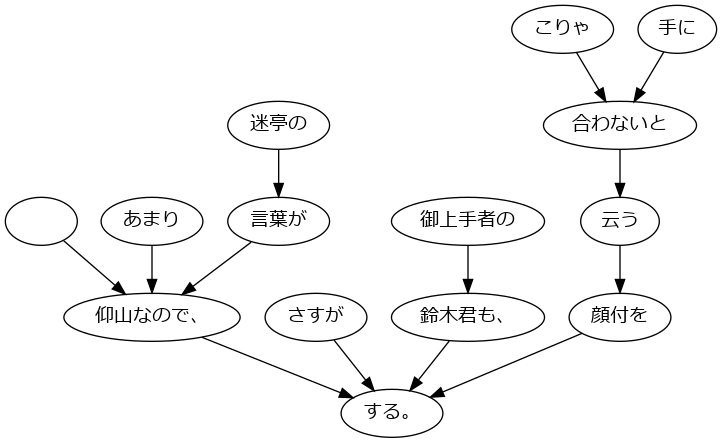 こりゃ 手に
迷亭の 合わないと
あまり 言葉が 御上手者の 云う
仰山なので、 さすが 鈴木君も、 顔付を
する。